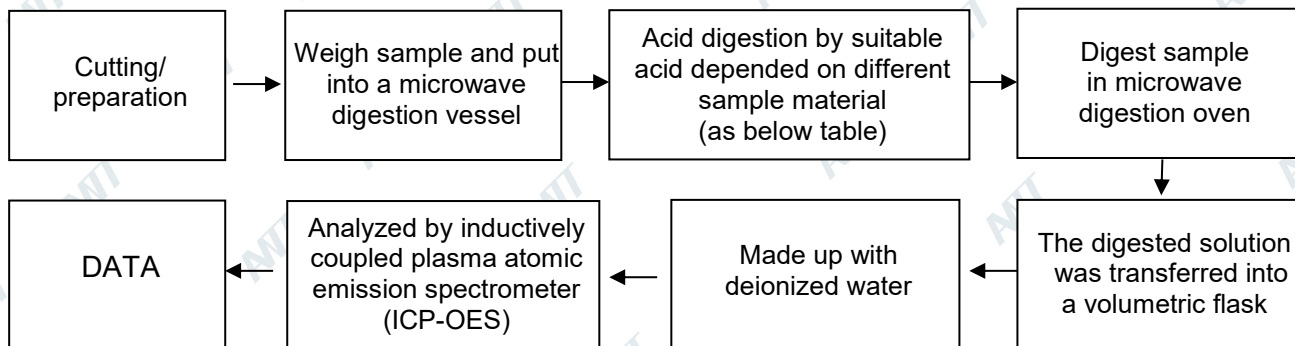 Cutting/
preparation
Weigh sample and put
into a microwave
digestion vessel
Acid digestion by suitable
acid depended on different
sample material
(as below table)
Digest sample
in microwave
digestion oven
The digested solution
was transferred into
a volumetric flask
Made up with
deionized water
Analyzed by inductively
coupled plasma atomic
emission spectrometer
(ICP-OES)
DATA